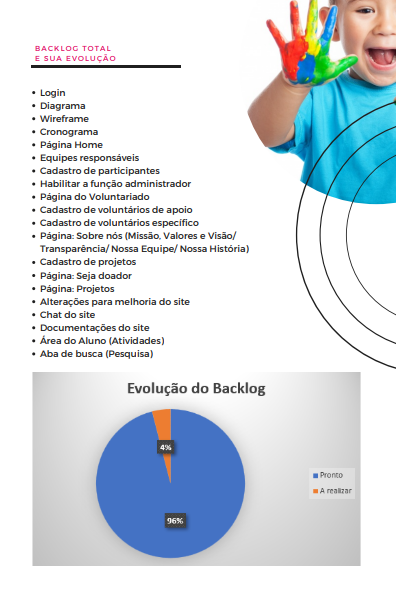 BACKLOG TOTAL
E SUA EVOLUÇÃO
• Login
• Diagrama
• Wireframe
• Cronograma
• Página Home
• Equipes responsáveis
• Cadastro de participantes
• Habilitar a função administrador
• Página do Voluntariado
• Cadastro de voluntários de apoio
• Cadastro de voluntários específico
• Página: Sobre nós (Missão, Valores e Visão/
Transparência/ Nossa Equipe/ Nossa História)
• Cadastro de projetos
• Página: Seja doador
• Página: Projetos
• Alterações para melhoria do site
• Chat do site
• Documentações do site
• Área do Aluno (Atividades)
• Aba de busca (Pesquisa)
Evolução do Backlog
4%
96%
Pronto
A realizar